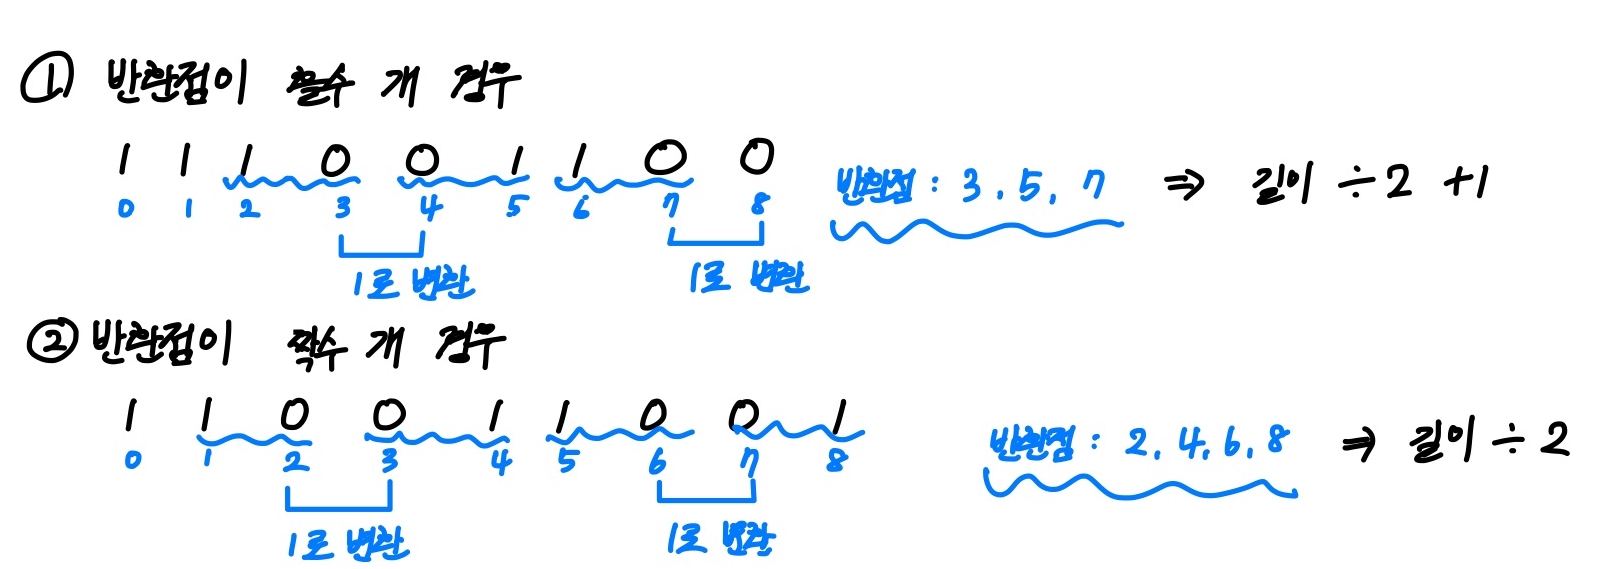 ① 반환점이 홀수 개 경우
1 1 1 0 0 1 1 0 0
0 1 2 3 4 5 6 7 8
반환점 : 3, 5, 7 ⇒ 길이 ÷ 2 + 1
1로 변환 1로 변환
② 반환점이 짝수 개 경우
1 1 0 0 1 1 0 0 1
0 1 2 3 4 5 6 7 8
반환점 : 2, 4, 6, 8 ⇒ 길이 ÷ 2
1로 변환 1로 변환